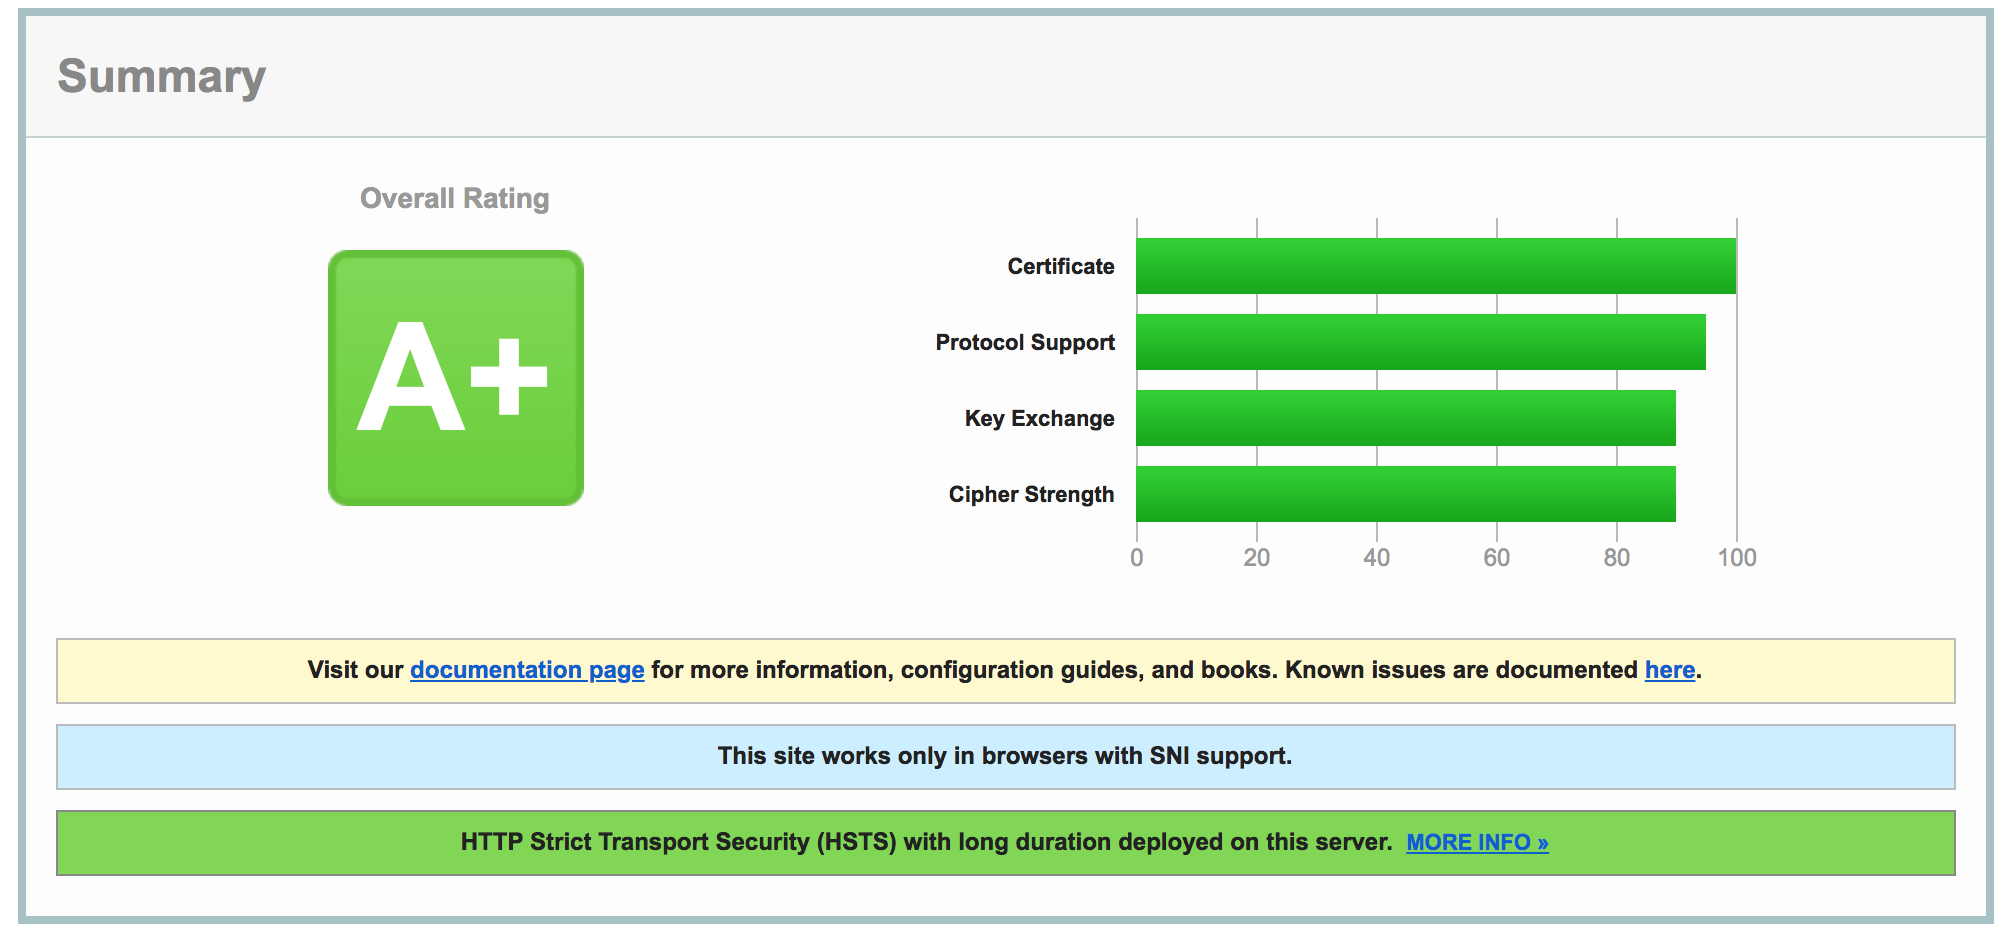 Summary
Overall Rating
A+
Certificate
Protocol Support
Key Exchange
Cipher Strength
0 20 40 60 80 100
Visit our documentation page for more information, configuration guides, and books. Known issues are documented here.
This site works only in browsers with SNI support.
HTTP Strict Transport Security (HSTS) with long duration deployed on this server. MORE INFO »